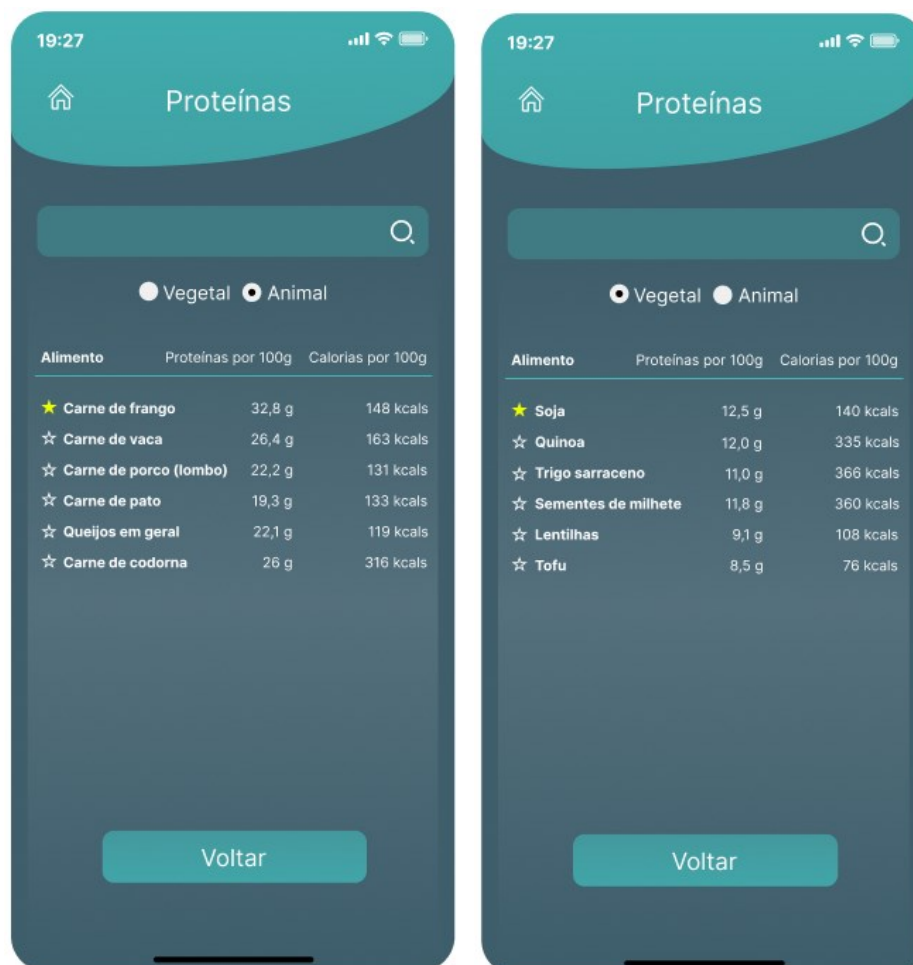 19:27
Proteínas
Vegetal Animal
Alimento Proteínas por 100g Calorias por 100g
Carne de frango 32,8 g 148 kcals
Carne de vaca 26,4 g 163 kcals
Carne de porco (lombo) 22,2 g 131 kcals
Carne de pato 19,3 g 133 kcals
Queijos em geral 22,1 g 119 kcals
Carne de codorna 26 g 316 kcals
Voltar
19:27
Proteínas
Vegetal Animal
Alimento Proteínas por 100g Calorias por 100g
Soja 12,5 g 140 kcals
Quinoa 12,0 g 335 kcals
Trigo sarraceno 11,0 g 366 kcals
Sementes de milhete 11,8 g 360 kcals
Lentilhas 9,1 g 108 kcals
Tofu 8,5 g 76 kcals
Voltar